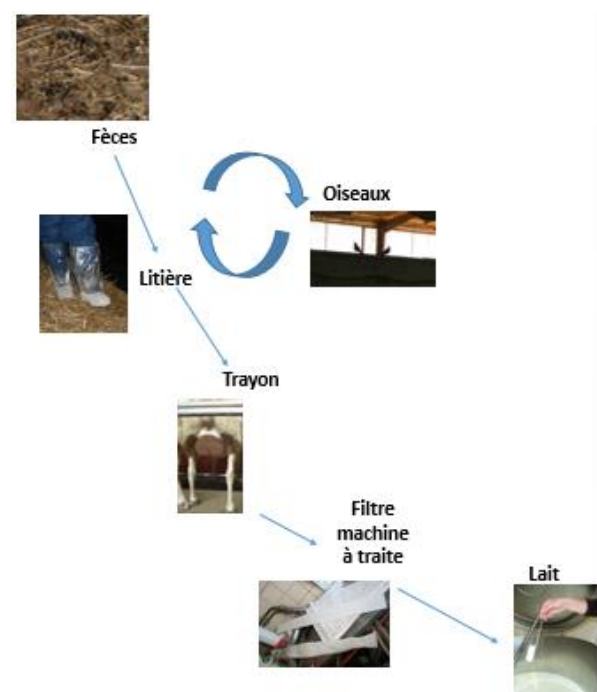 Fèces
Oiseaux
Litière
Trayon
Filtre
machine
à traite
Lait